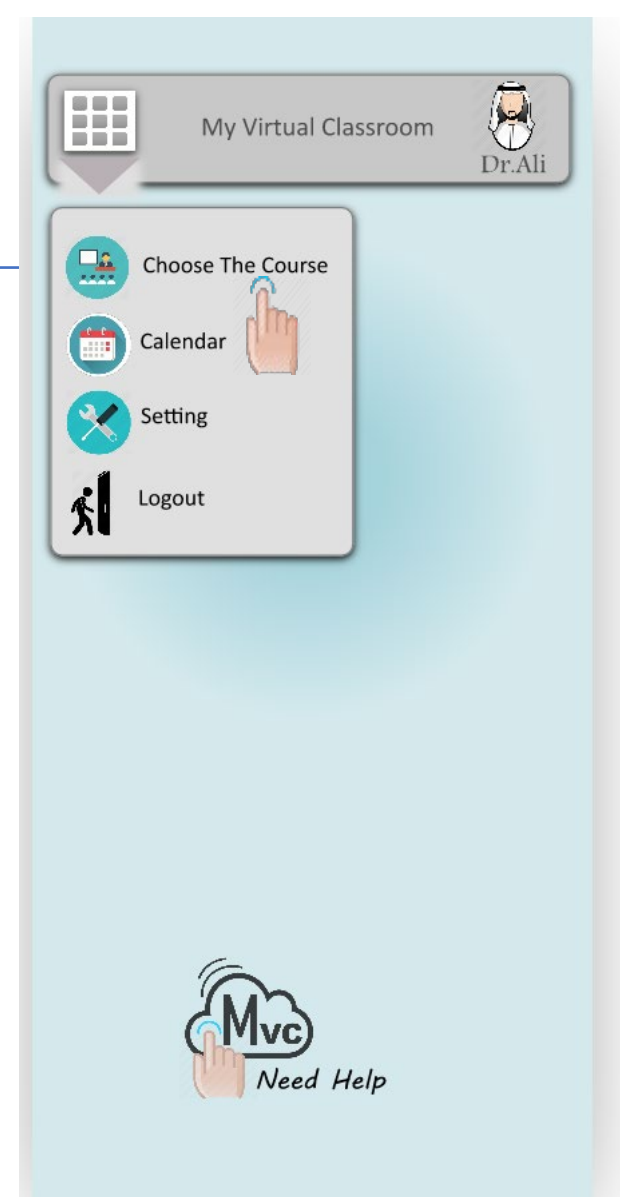 My Virtual Classroom
Dr.Ali
Choose The Course
Calendar
Setting
Logout
Mvc
Need Help